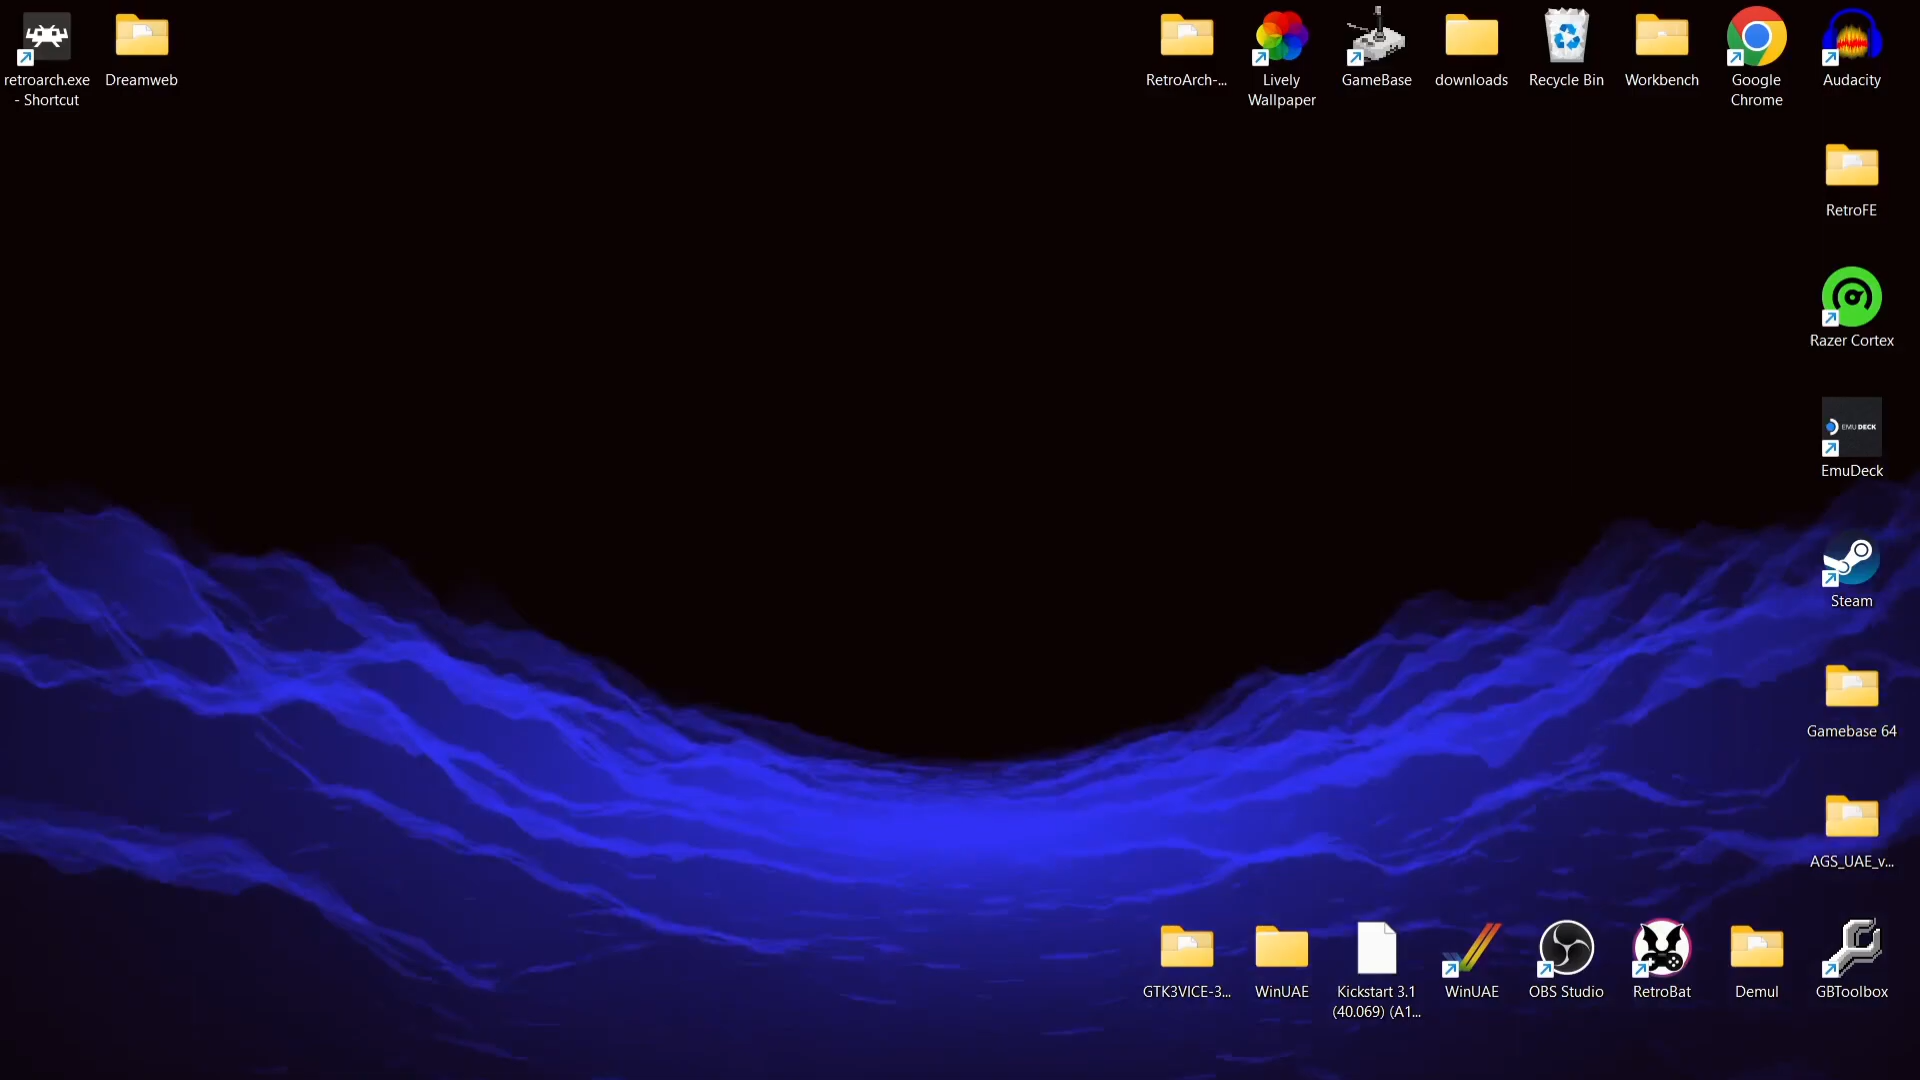 retroarch.exe
- Shortcut
Dreamweb
RetroArch-...
Lively
Wallpaper
GameBase
downloads
Recycle Bin
Workbench
Google
Chrome
Audacity
RetroFE
Razer Cortex
EMUDECK
EmuDeck
Steam
Gamebase 64
AGS_UAE_v...
GTK3VICE-3...
WinUAE
Kickstart 3.1
(40.069) (A1...
WinUAE
OBS Studio
RetroBat
Demul
GBToolbox